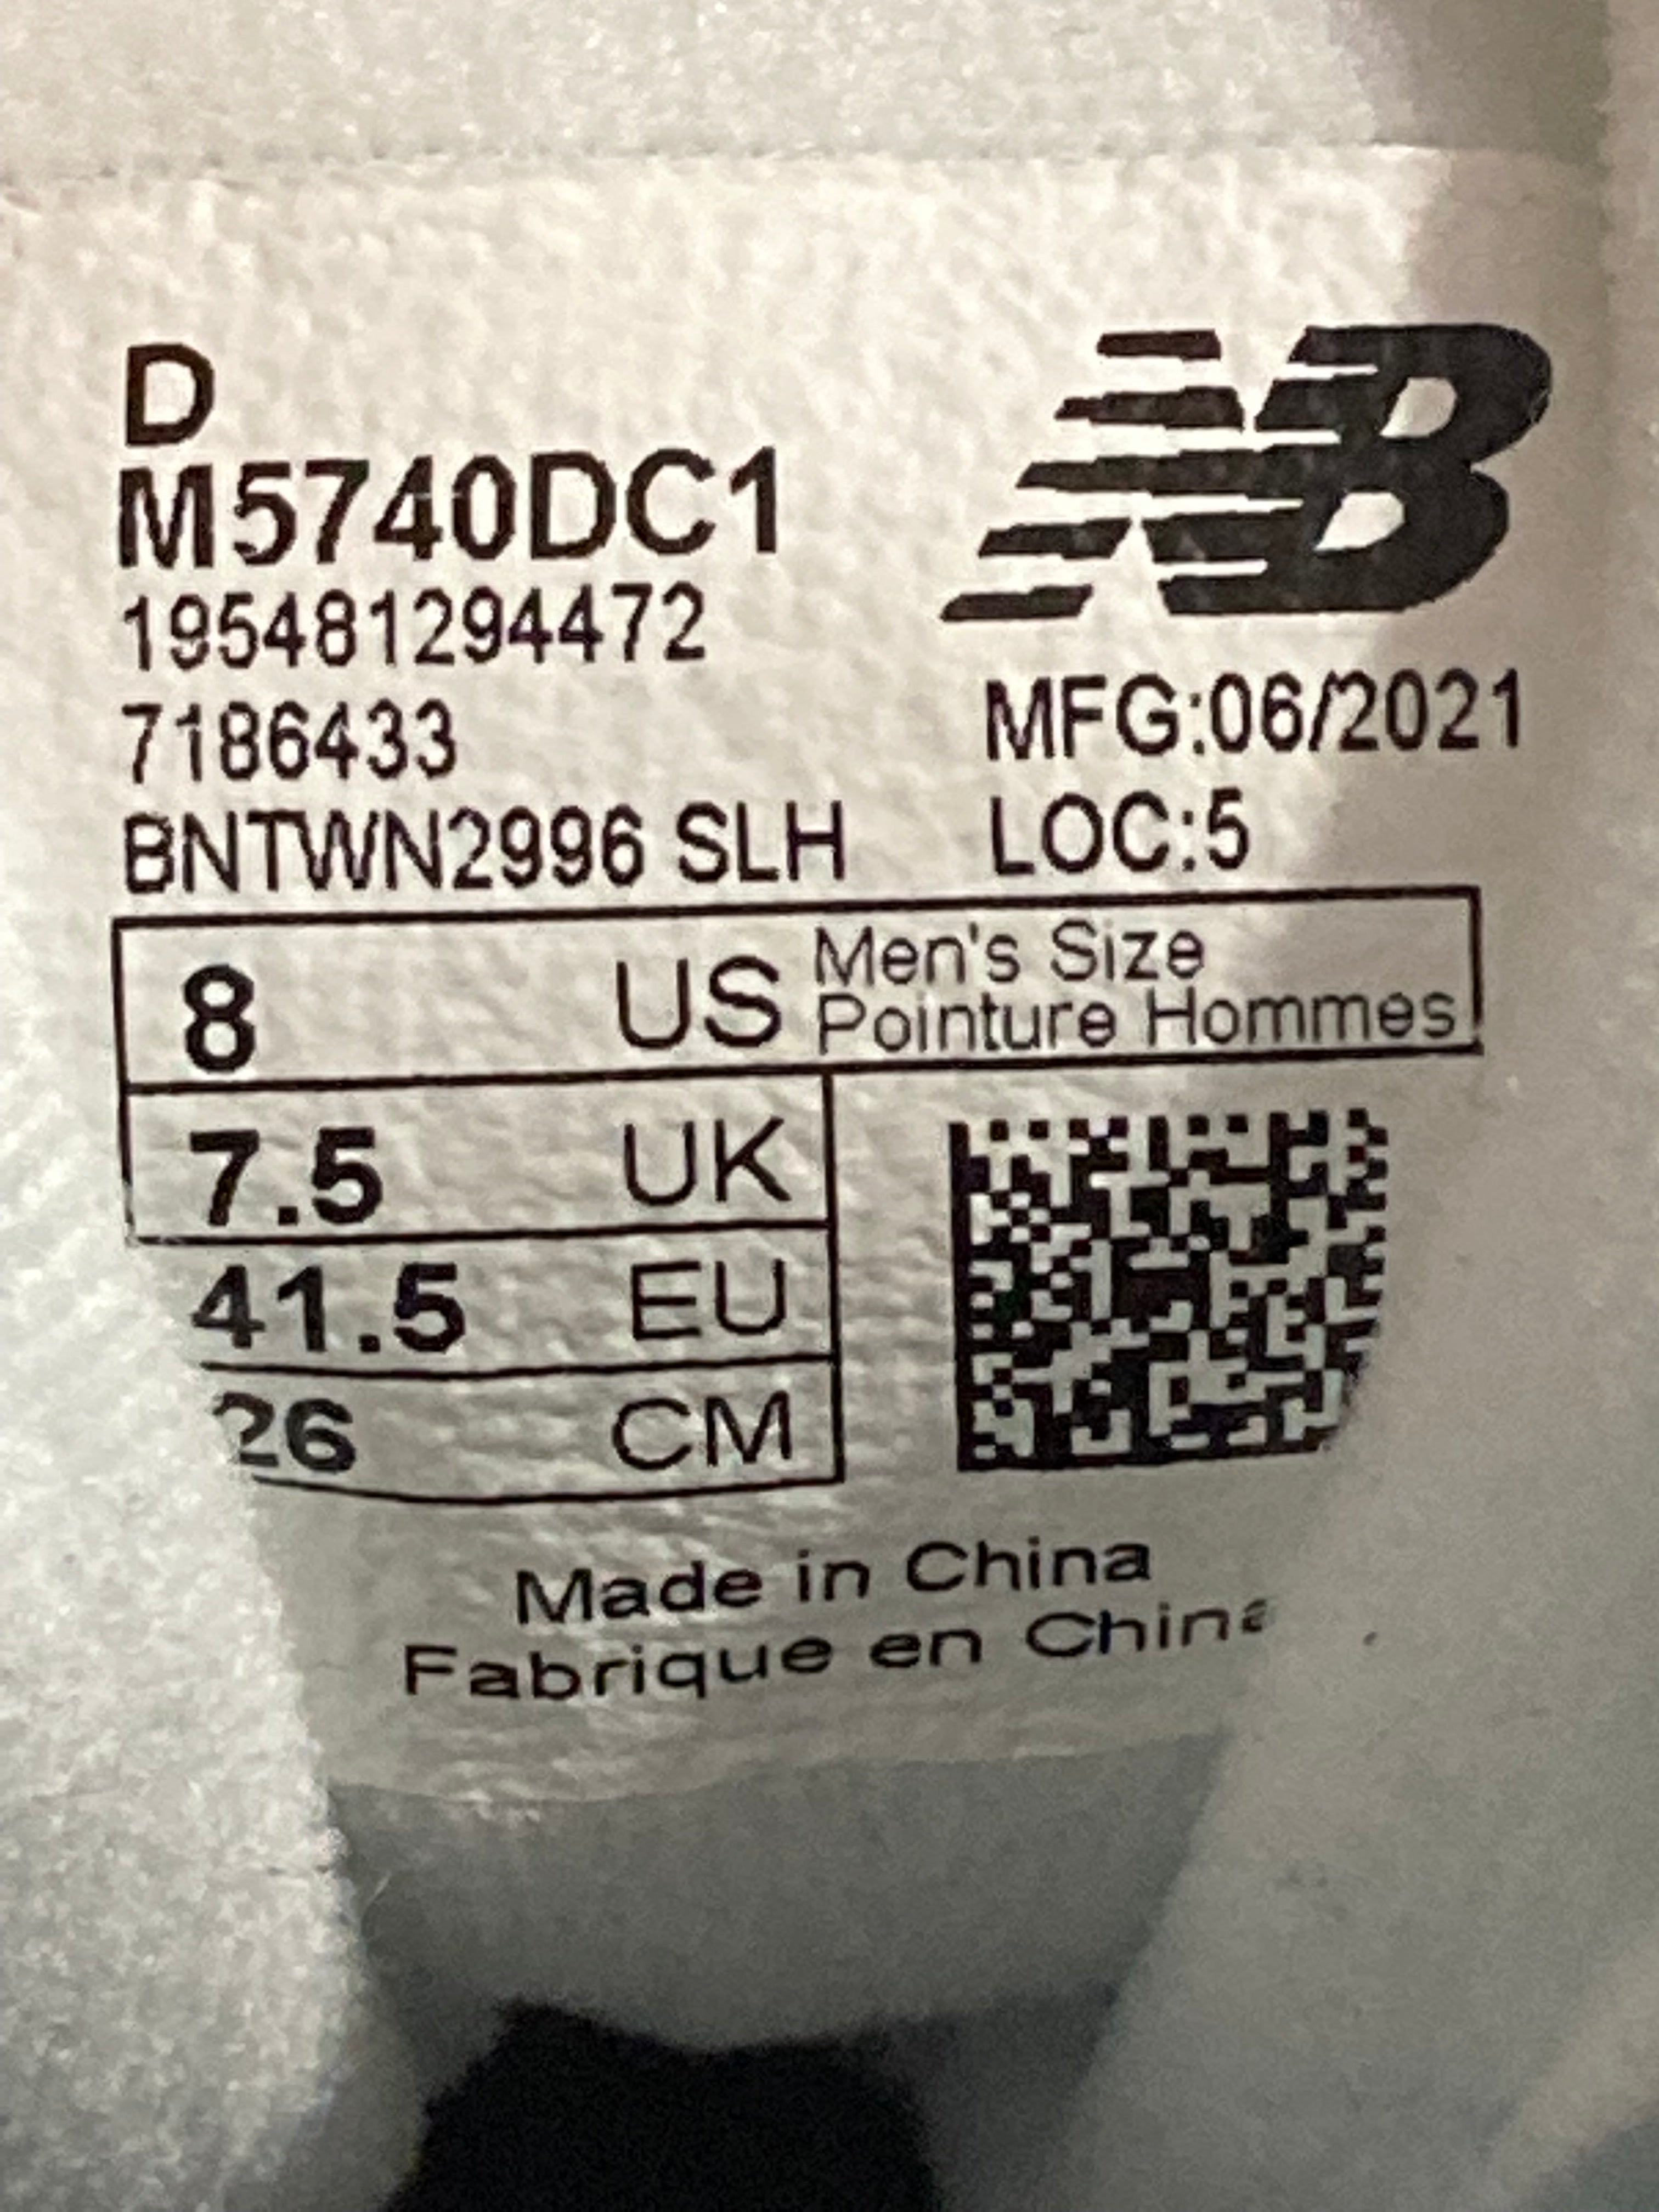 D
M5740DC1
195481294472
7186433
BNTWN2996 SLH
NB
MFG:06/2021
LOC:5
8 US Men's Size
Pointure Hommes
7.5 UK
41.5 EU
26 CM
Made in China
Fabrique en China